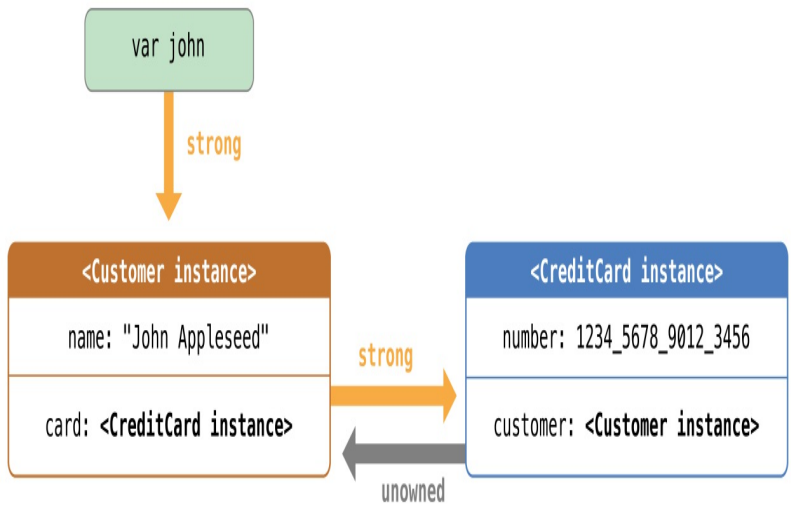 var john
strong
<Customer instance>
name: "John Appleseed"
card: <CreditCard instance>
strong
unowned
<CreditCard instance>
number: 1234_5678_9012_3456
customer: <Customer instance>